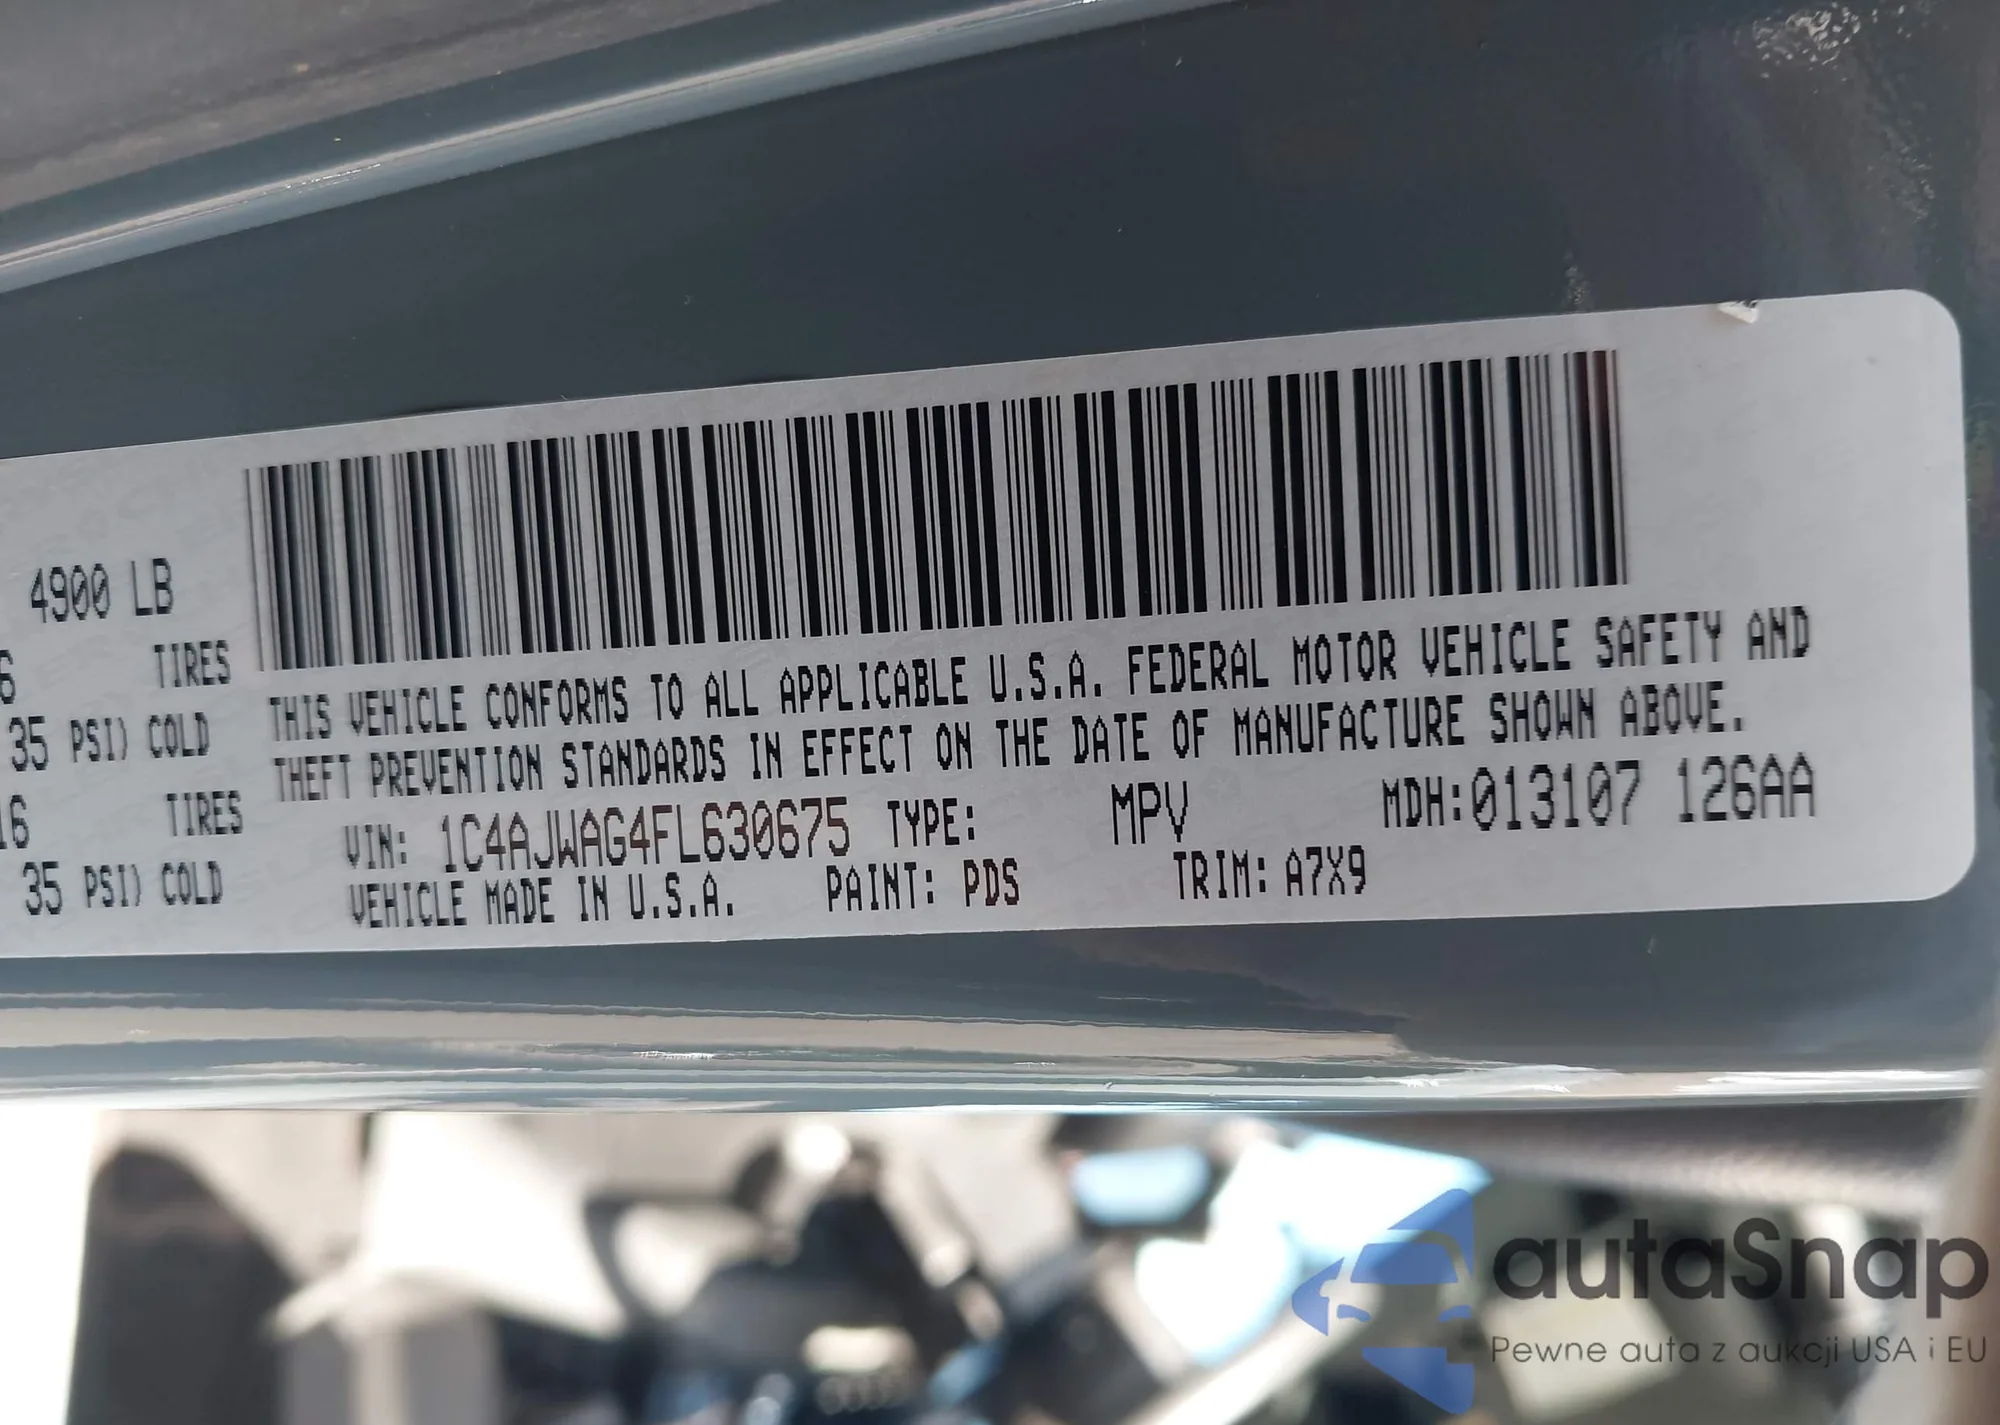 4900 LB
6 TIRES
35 PSI) COLD
16 TIRES
35 PSI) COLD
THIS VEHICLE CONFORMS TO ALL APPLICABLE U.S.A. FEDERAL MOTOR VEHICLE SAFETY AND
THEFT PREVENTION STANDARDS IN EFFECT ON THE DATE OF MANUFACTURE SHOWN ABOVE.
VIN: 1C4AJWAG4FL630675 TYPE: MPV MDH:013107 126AA
VEHICLE MADE IN U.S.A. PAINT: PDS TRIM: A7X9
autaSnap
Pewne auta z aukcji USA i EU